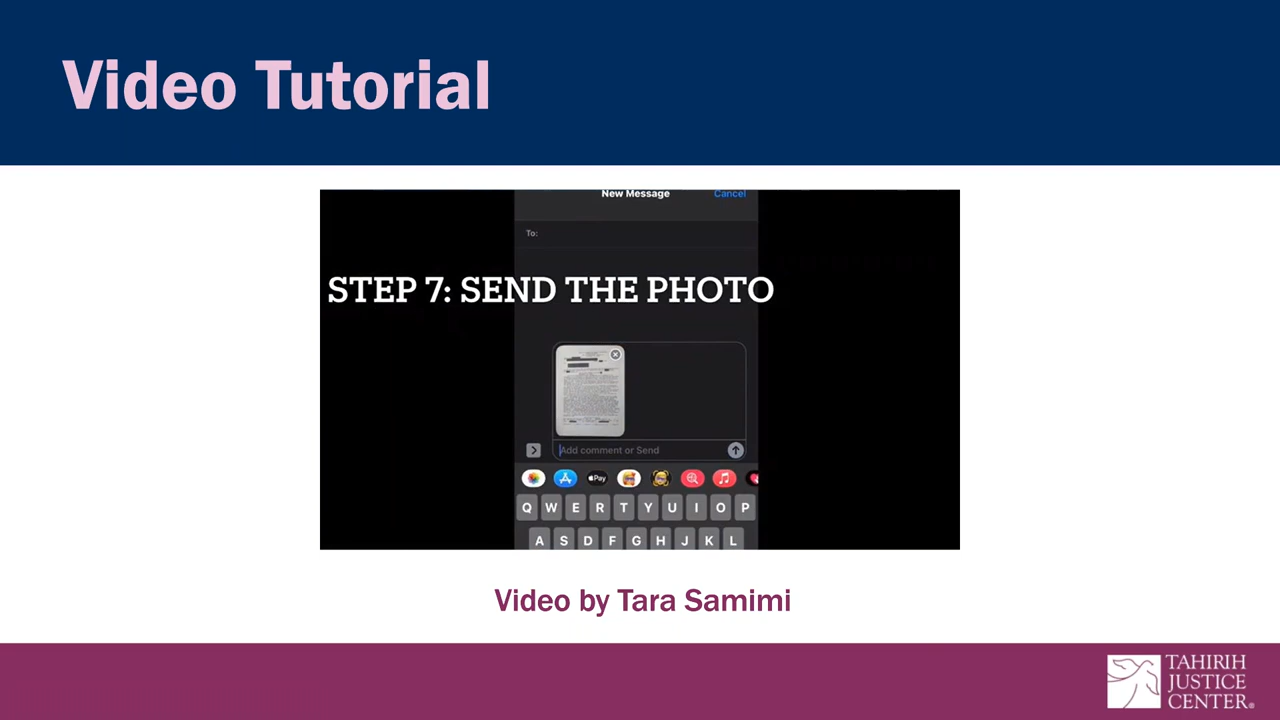 Video Tutorial
New Message
Cancel
To:
STEP 7: SEND THE PHOTO
Add comment or Send
Pay
Q W E R T Y U I O P
A S D F G H J K L
Video by Tara Samimi
TAHIRIH
JUSTICE
CENTER®